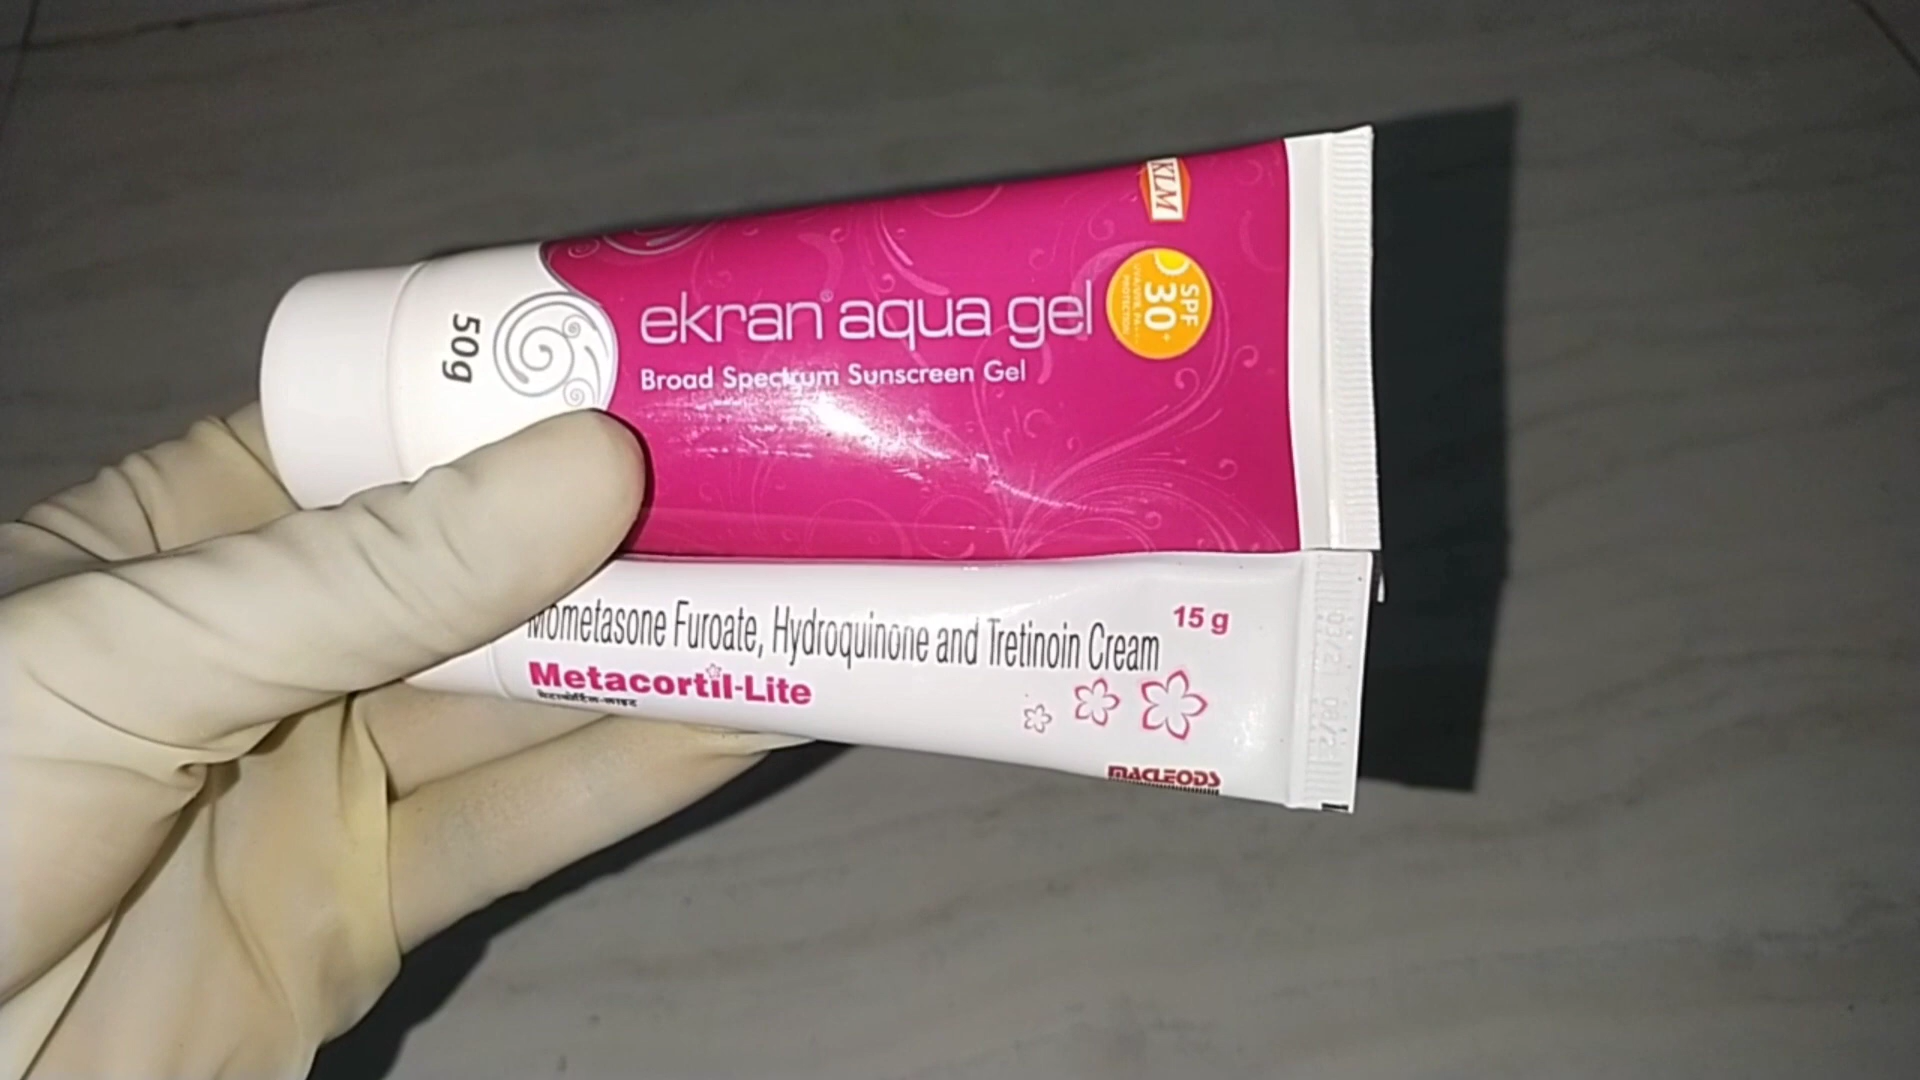 KLM
SPF
30+
ekran® aqua gel
Broad Spectrum Sunscreen Gel
50g
Mometasone Furoate, Hydroquinone and Tretinoin Cream
15 g
Metacortil-Lite
मेटाकोर्टिल-लाइट
MACLEODS